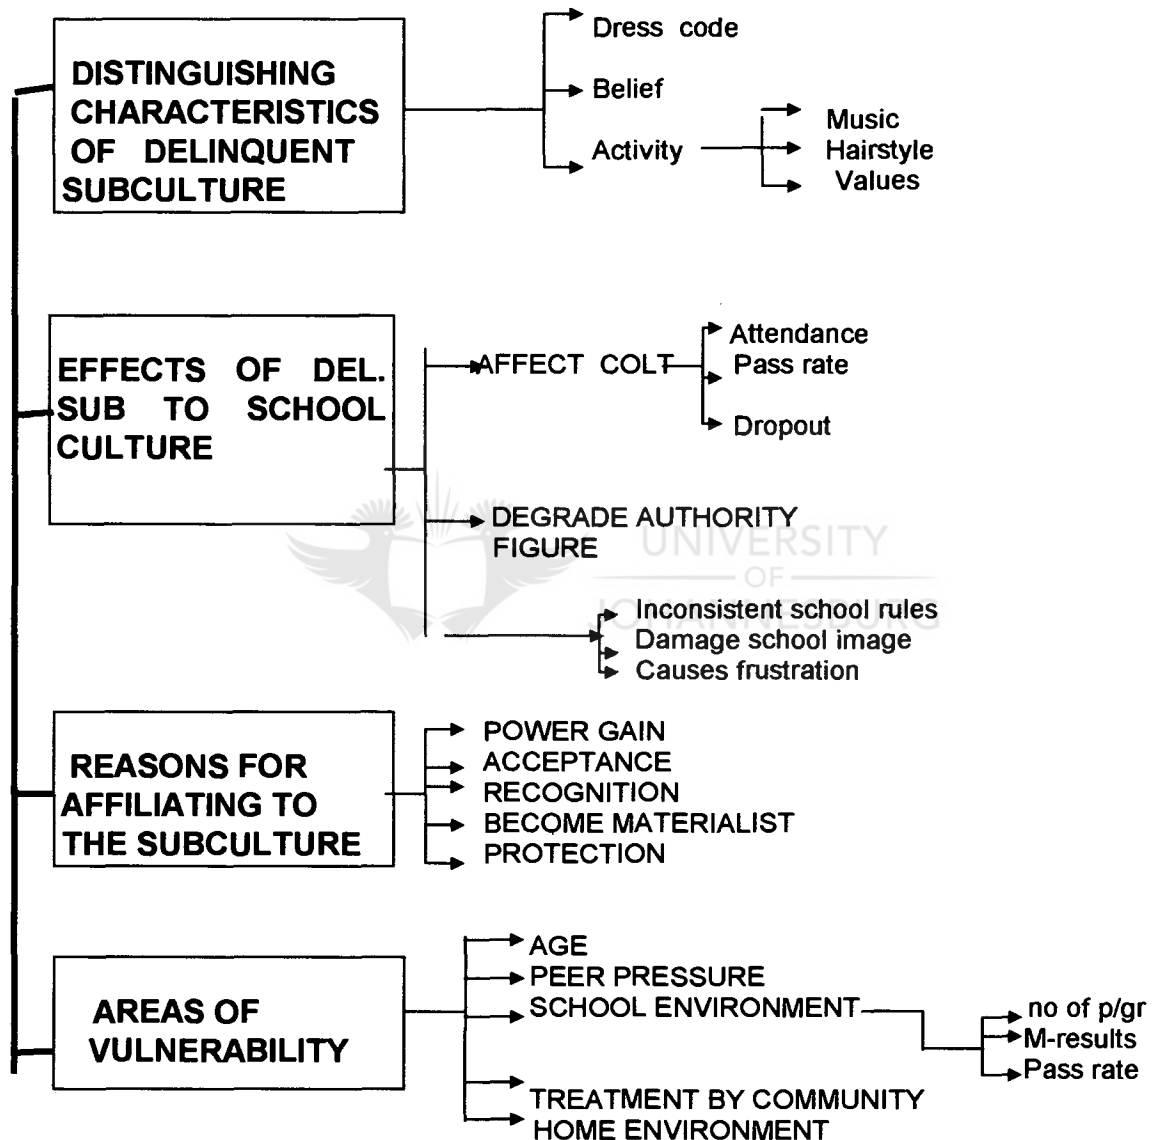 DISTINGUISHING
CHARACTERISTICS
OF DELINQUENT
SUBCULTURE
Dress code
Belief
Activity
Music
Hairstyle
Values
EFFECTS OF DEL.
SUB TO SCHOOL
CULTURE
AFFECT COLT
Attendance
Pass rate
Dropout
DEGRADE AUTHORITY
FIGURE
UNIVERSITY
OF
JOHANNESBURG
Inconsistent school rules
Damage school image
Causes frustration
REASONS FOR
AFFILIATING TO
THE SUBCULTURE
POWER GAIN
ACCEPTANCE
RECOGNITION
BECOME MATERIALIST
PROTECTION
AREAS OF
VULNERABILITY
AGE
PEER PRESSURE
SCHOOL ENVIRONMENT
no of p/gr
M-results
Pass rate
TREATMENT BY COMMUNITY
HOME ENVIRONMENT